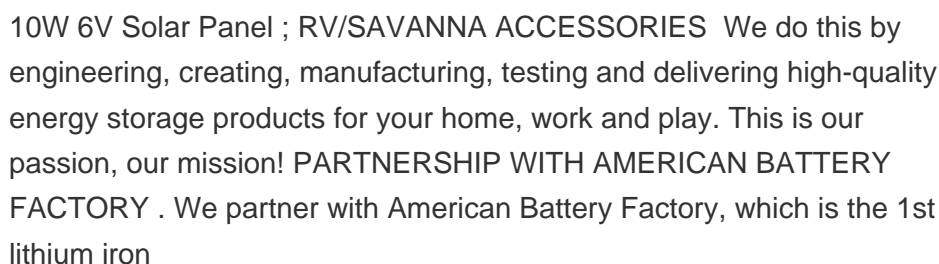 10W 6V Solar Panel ; RV/SAVANNA ACCESSORIES  We do this by
engineering, creating, manufacturing, testing and delivering high-quality
energy storage products for your home, work and play. This is our
passion, our mission! PARTNERSHIP WITH AMERICAN BATTERY
FACTORY . We partner with American Battery Factory, which is the 1st
lithium iron